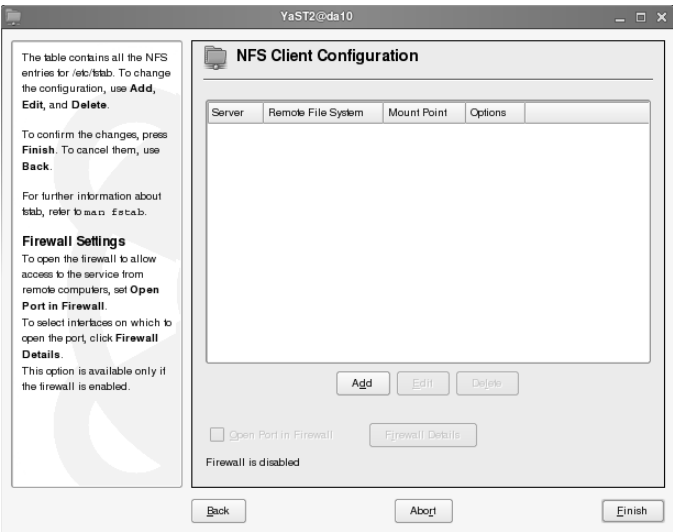 YaST2@da10
The table contains all the NFS
entries for /etc/fstab. To change
the configuration, use Add,
Edit, and Delete.
To confirm the changes, press
Finish. To cancel them, use
Back.
For further information about
fstab, refer to man fstab.
Firewall Settings
To open the firewall to allow
access to the service from
remote computers, set Open
Port in Firewall.
To select interfaces on which to
open the port, click Firewall
Details.
This option is available only if
the firewall is enabled.
NFS Client Configuration
Server Remote File System Mount Point Options
Add Edit Delete
Open Port in Firewall Firewall Details
Firewall is disabled
Back Abort Finish